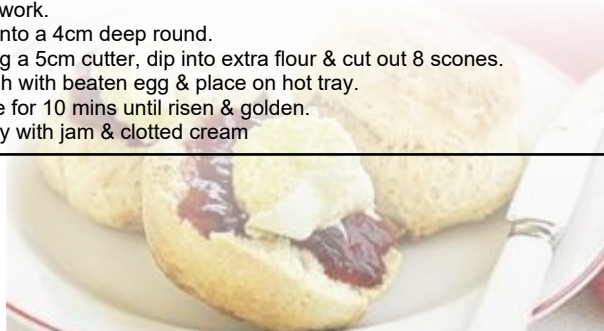 work.
nto a 4cm deep round.
g a 5cm cutter, dip into extra flour & cut out 8 scones.
h with beaten egg & place on hot tray.
e for 10 mins until risen & golden.
y with jam & clotted cream